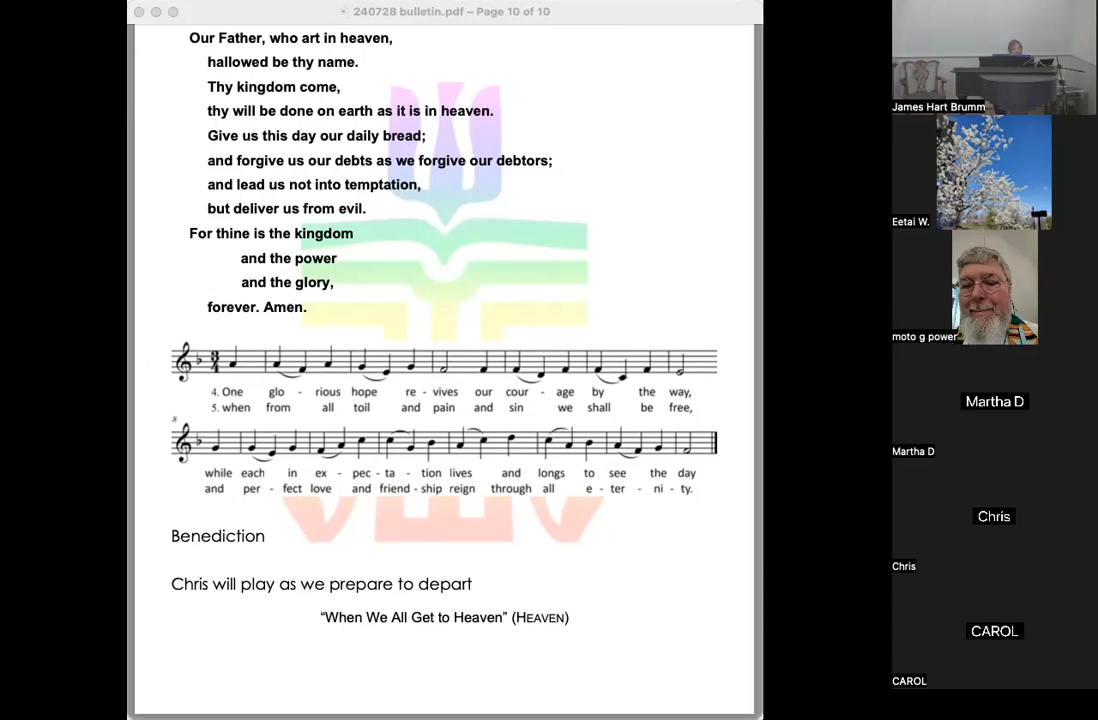 240728 bulletin.pdf – Page 10 of 10
Our Father, who art in heaven,
hallowed be thy name.
Thy kingdom come,
thy will be done on earth as it is in heaven.
Give us this day our daily bread;
and forgive us our debts as we forgive our debtors;
and lead us not into temptation,
but deliver us from evil.
For thine is the kingdom
and the power
and the glory,
forever. Amen.
3
4
4. One glo - rious hope re - vives our cour - age by the way,
5. when from all toil and pain and sin we shall be free,
8
while each in ex - pec - ta - tion lives and longs to see the day
and per - fect love and friend - ship reign through all e - ter - ni - ty.
Benediction
Chris will play as we prepare to depart
“When We All Get to Heaven” (HEAVEN)
James Hart Brumm
Eetai W.
moto g power
Martha D
Martha D
Chris
Chris
CAROL
CAROL